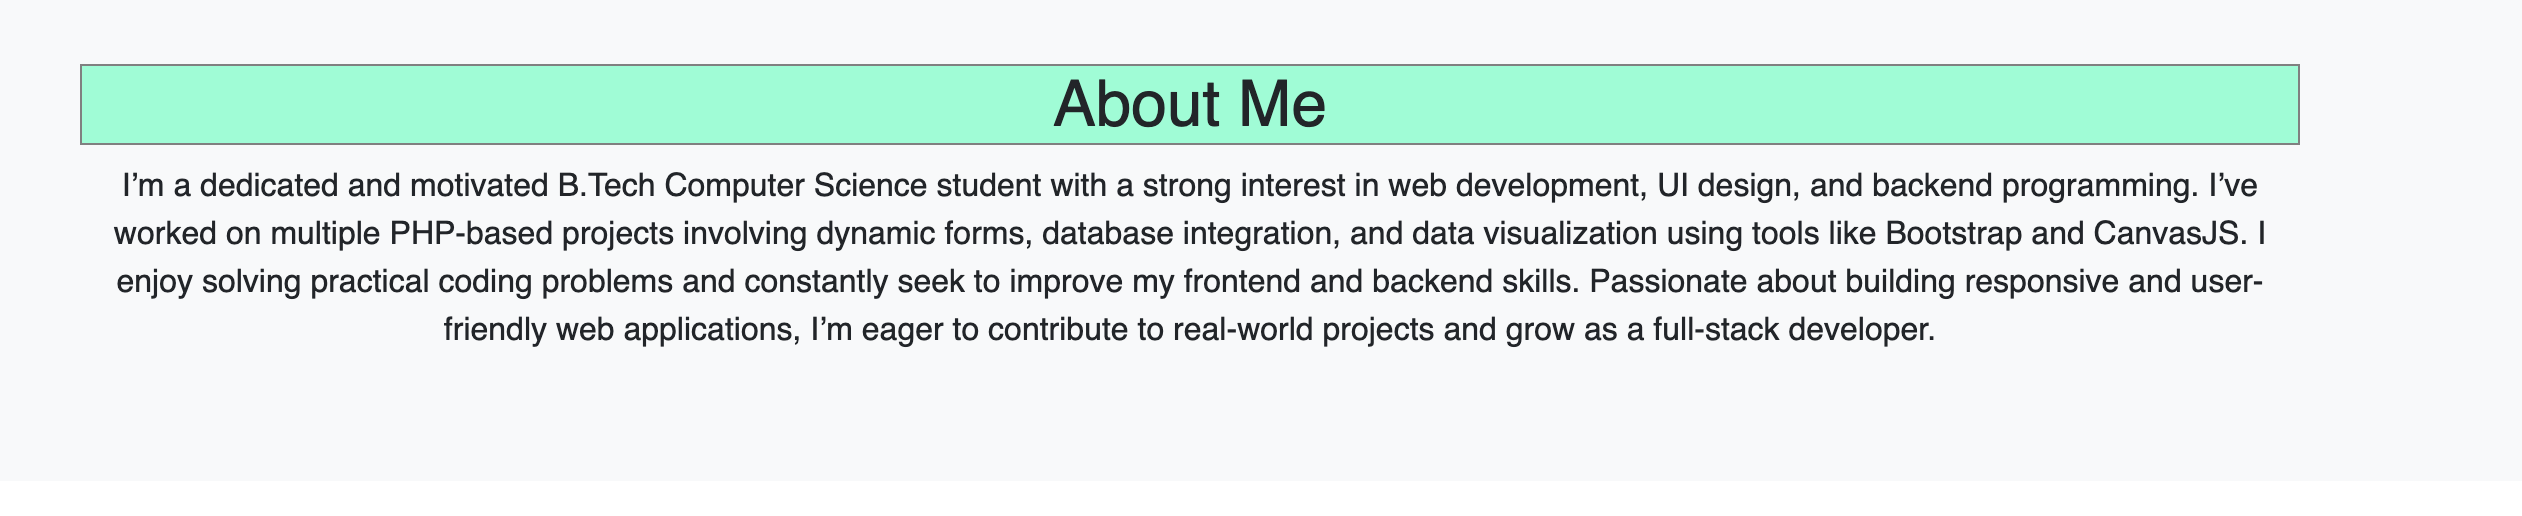 About Me
I’m a dedicated and motivated B.Tech Computer Science student with a strong interest in web development, UI design, and backend programming. I’ve
worked on multiple PHP-based projects involving dynamic forms, database integration, and data visualization using tools like Bootstrap and CanvasJS. I
enjoy solving practical coding problems and constantly seek to improve my frontend and backend skills. Passionate about building responsive and user-
friendly web applications, I’m eager to contribute to real-world projects and grow as a full-stack developer.